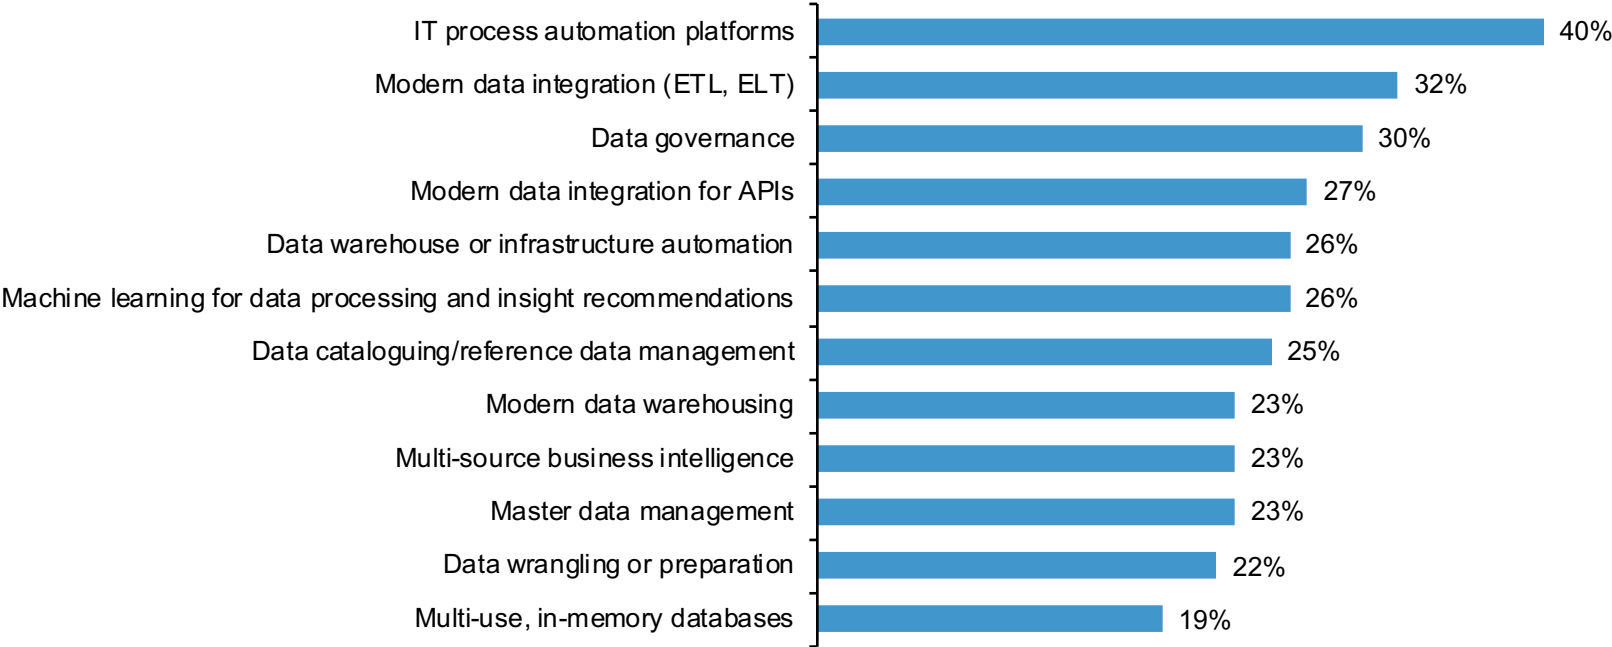 IT process automation platforms 40%
Modern data integration (ETL, ELT) 32%
Data governance 30%
Modern data integration for APIs 27%
Data warehouse or infrastructure automation 26%
Machine learning for data processing and insight recommendations 26%
Data cataloguing/reference data management 25%
Modern data warehousing 23%
Multi-source business intelligence 23%
Master data management 23%
Data wrangling or preparation 22%
Multi-use, in-memory databases 19%